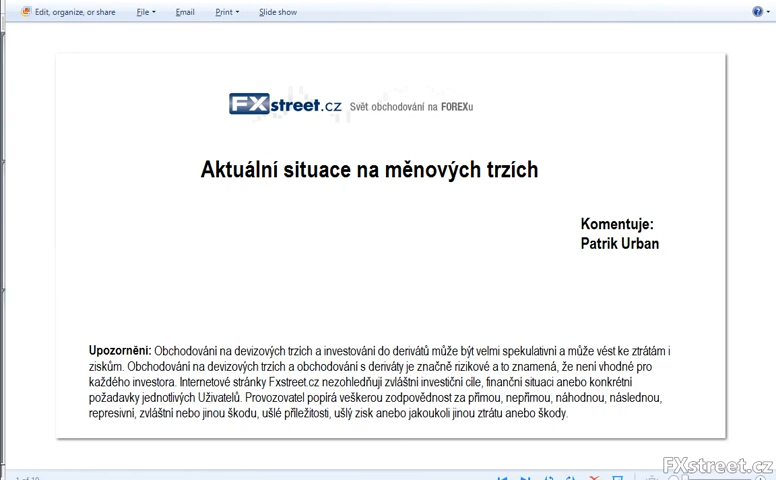 Edit, organize, or share File Email Print Slide show
FXstreet.cz Svět obchodování na FOREXu
Aktuální situace na měnových trzích
Komentuje:
Patrik Urban
Upozornění: Obchodování na devizových trzích a investování do derivátů může být velmi spekulativní a může vést ke ztrátám i
ziskům. Obchodování na devizových trzích a obchodování s deriváty je značně rizikové a to znamená, že není vhodné pro
každého investora. Internetové stránky Fxstreet.cz nezohledňují zvláštní investiční cíle, finanční situaci anebo konkrétní
požadavky jednotlivých Uživatelů. Provozovatel popírá veškerou zodpovědnost za přímou, nepřímou, náhodnou, následnou,
represivní, zvláštní nebo jinou škodu, ušlé příležitosti, ušlý zisk anebo jakoukoli jinou ztrátu anebo škody.
FXstreet.cz